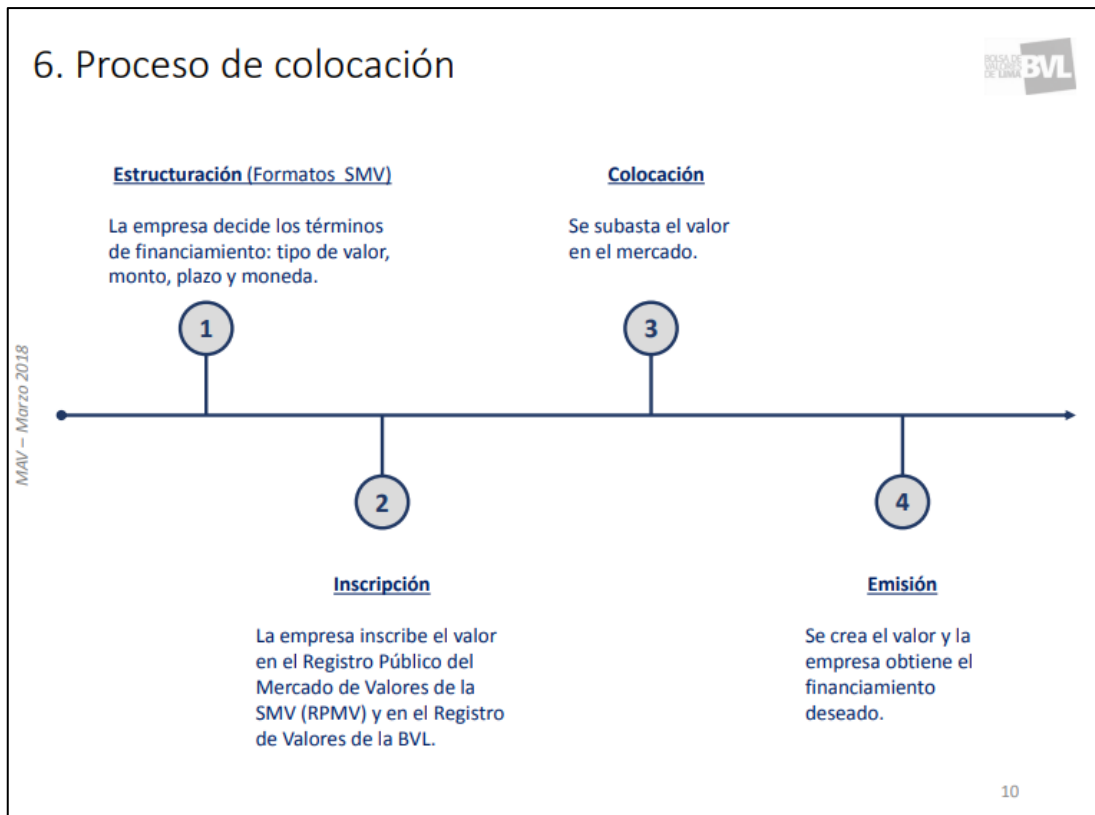 6. Proceso de colocación
BOLSA DE
VALORES
DE LIMA
BVL
Estructuración (Formatos SMV)
La empresa decide los términos
de financiamiento: tipo de valor,
monto, plazo y moneda.
1
Colocación
Se subasta el valor
en el mercado.
3
MAV – Marzo 2018
2
Inscripción
La empresa inscribe el valor
en el Registro Público del
Mercado de Valores de la
SMV (RPMV) y en el Registro
de Valores de la BVL.
4
Emisión
Se crea el valor y la
empresa obtiene el
financiamiento
deseado.
10